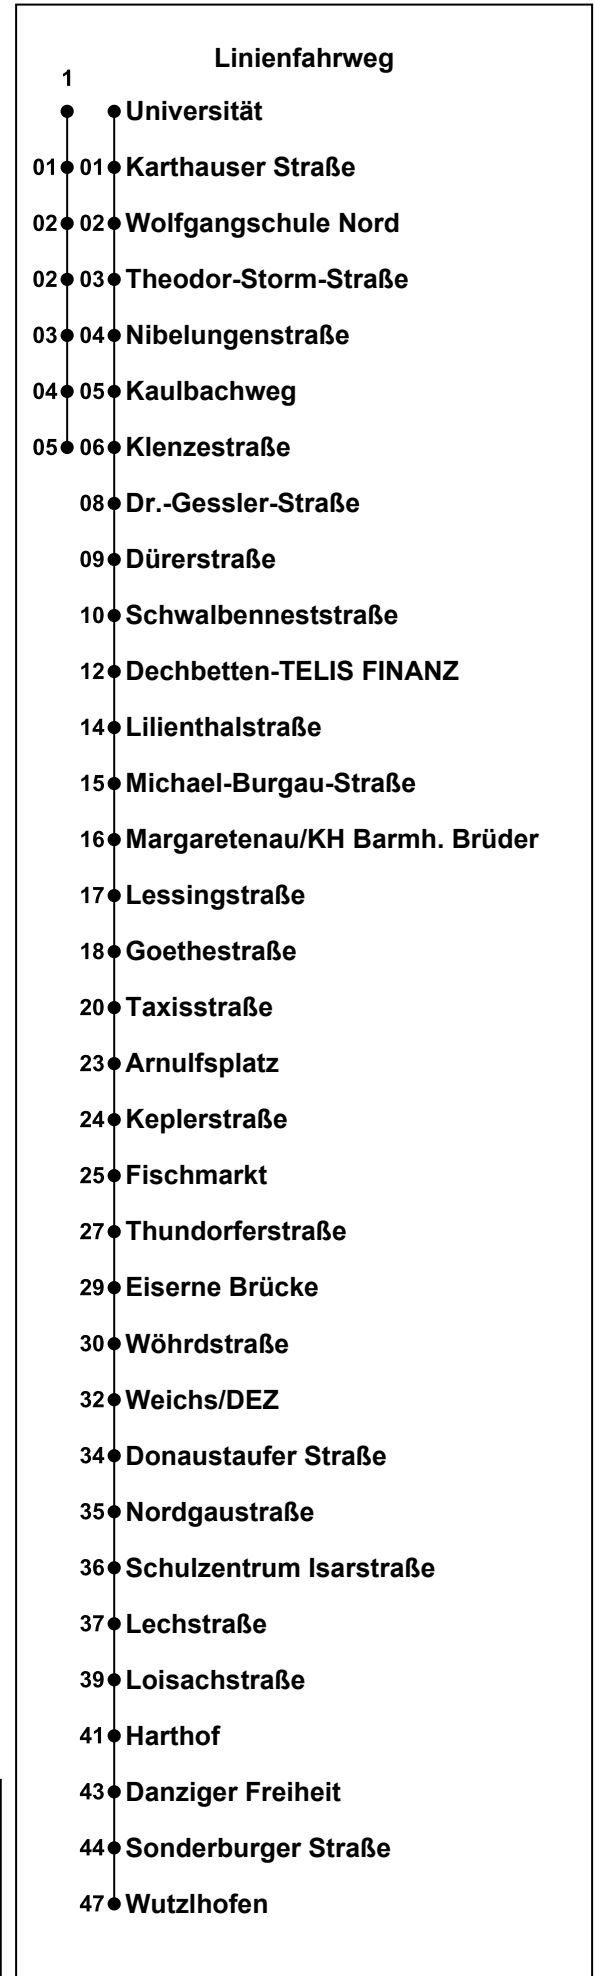 Linienfahrweg
1
Universität
01 01 Karthauser Straße
02 02 Wolfgangschule Nord
02 03 Theodor-Storm-Straße
03 04 Nibelungenstraße
04 05 Kaulbachweg
05 06 Klenzestraße
08 Dr.-Gessler-Straße
09 Dürerstraße
10 Schwalbenneststraße
12 Dechbetten-TELIS FINANZ
14 Lilienthalstraße
15 Michael-Burgau-Straße
16 Margaretenau/KH Barmh. Brüder
17 Lessingstraße
18 Goethestraße
20 Taxisstraße
23 Arnulfsplatz
24 Keplerstraße
25 Fischmarkt
27 Thundorferstraße
29 Eiserne Brücke
30 Wöhrdstraße
32 Weichs/DEZ
34 Donaustaufer Straße
35 Nordgaustraße
36 Schulzentrum Isarstraße
37 Lechstraße
39 Loisachstraße
41 Harthof
43 Danziger Freiheit
44 Sonderburger Straße
47 Wutzlhofen